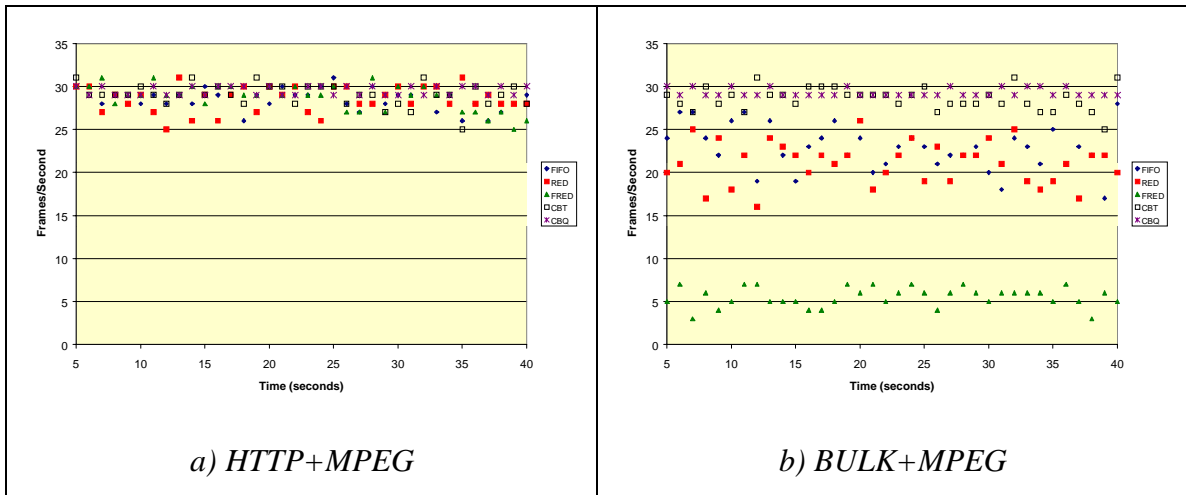 35
30
25
20
15
10
5
0
Frames/Second
5 10 15 20 25 30 35 40
Time (seconds)
FIFO
RED
FRED
CBT
CBQ
a) HTTP+MPEG
35
30
25
20
15
10
5
0
Frames/Second
5 10 15 20 25 30 35 40
Time (seconds)
FIFO
RED
FRED
CBT
CBQ
b) BULK+MPEG